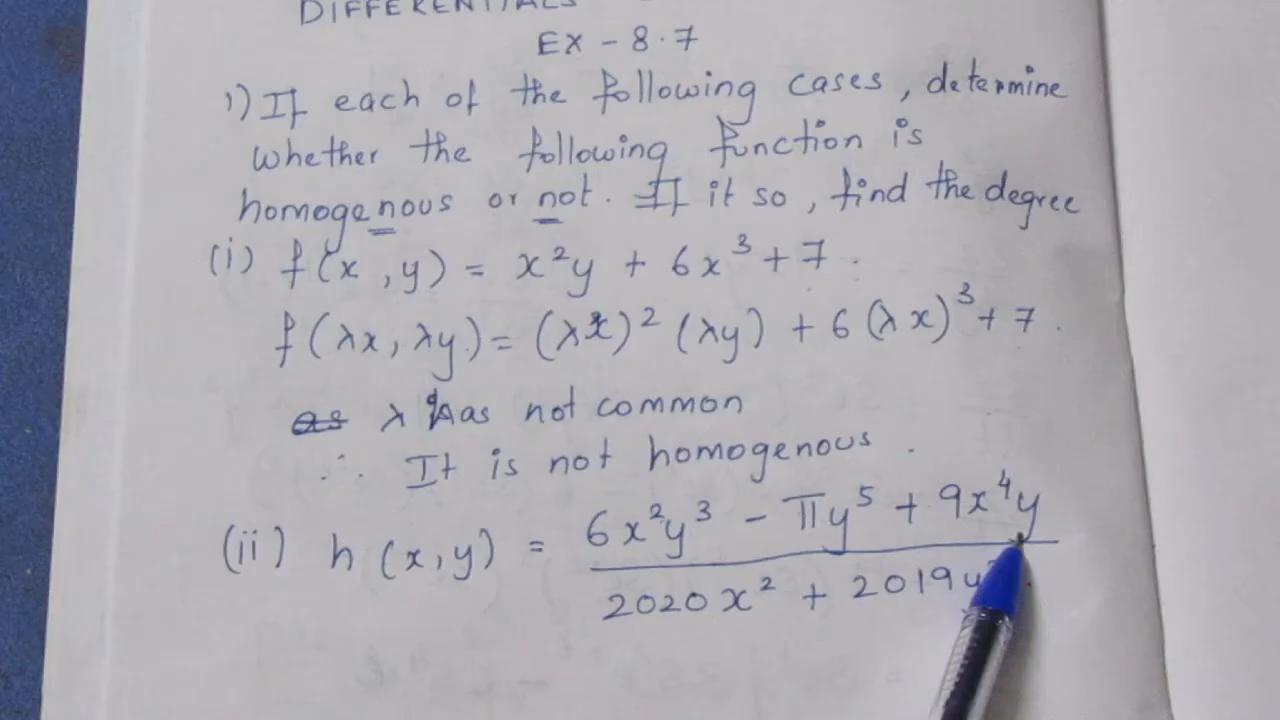 DIFFERENTIALS
EX - 8.7
1) If each of the following cases, determine
whether the following function is
homogenous or not. If it so, find the degree
(i) f(x,y) = x²y + 6x³ + 7.
f(λx, λy) = (λx)² (λy) + 6(λx)³ + 7.
λ has not common
∴ It is not homogenous.
(ii) h(x,y) = 6x²y³ - πy⁵ + 9x⁴y
2020x² + 2019y